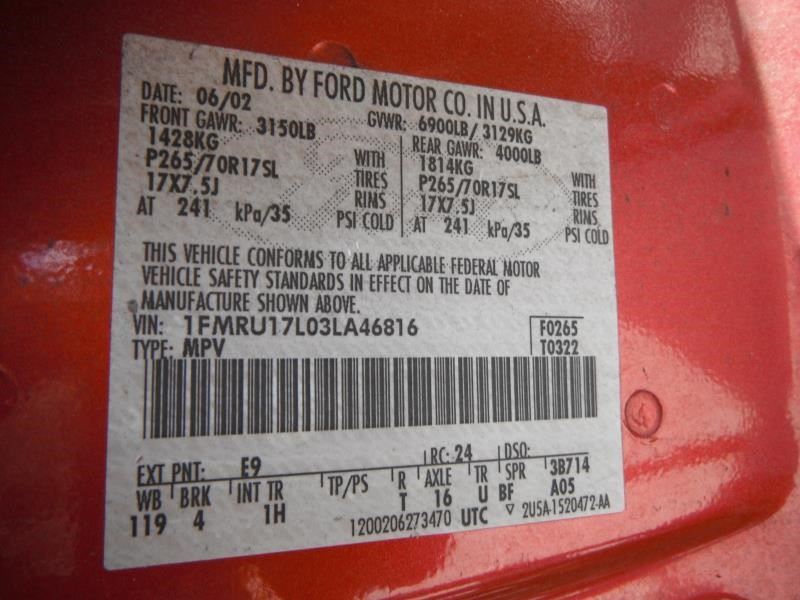 MFD. BY FORD MOTOR CO. IN U.S.A.
DATE: 06/02 GVWR: 6900LB/ 3129KG
FRONT GAWR: 3150LB REAR GAWR: 4000LB
1428KG WITH 1814KG WITH
P265/70R17SL TIRES P265/70R17SL TIRES
17X7.5J RIMS 17X7.5J RIMS
AT 241 kPa/35 PSI COLD AT 241 kPa/35 PSI COLD
THIS VEHICLE CONFORMS TO ALL APPLICABLE FEDERAL MOTOR
VEHICLE SAFETY STANDARDS IN EFFECT ON THE DATE OF
MANUFACTURE SHOWN ABOVE.
VIN: 1FMRU17L03LA46816 F0265
TYPE: MPV T0322
EXT PNT: E9 RC: 24 DSO:
WB BRK INT TR TP/PS R AXLE TR SPR 3B714
119 4 1H T 16 U BF A05
1200206273470 UTC ▽ 2U5A-1520472-AA